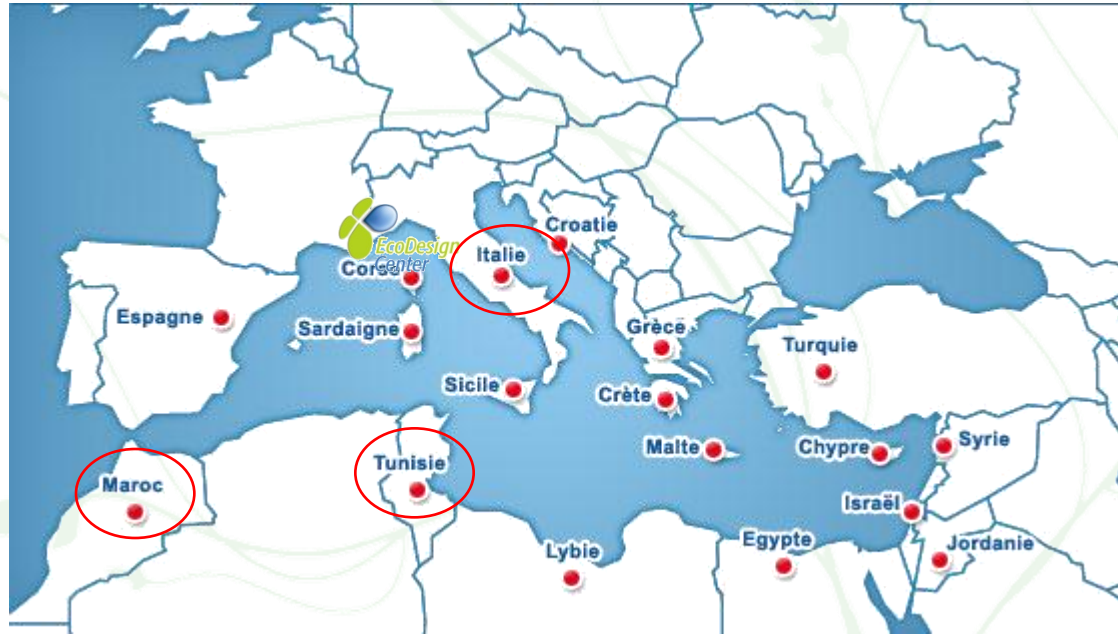 Croatie
EcoDesign
Center
Corse
Italie
Espagne
Sardaigne
Grèce
Turquie
Sicile
Crète
Malte
Chypre
Syrie
Maroc
Tunisie
Israël
Lybie
Egypte
Jordanie